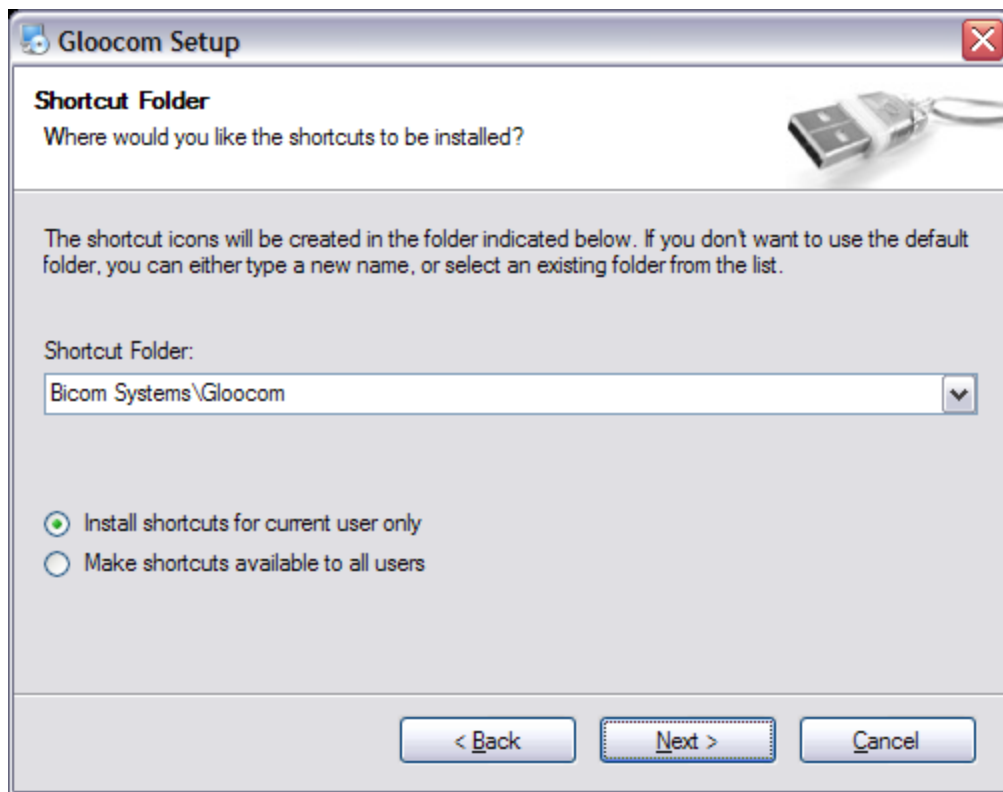 Gloocom Setup
Shortcut Folder
Where would you like the shortcuts to be installed?
The shortcut icons will be created in the folder indicated below. If you don't want to use the default
folder, you can either type a new name, or select an existing folder from the list.
Shortcut Folder:
Bicom Systems\Gloocom
Install shortcuts for current user only
Make shortcuts available to all users
< Back
Next >
Cancel